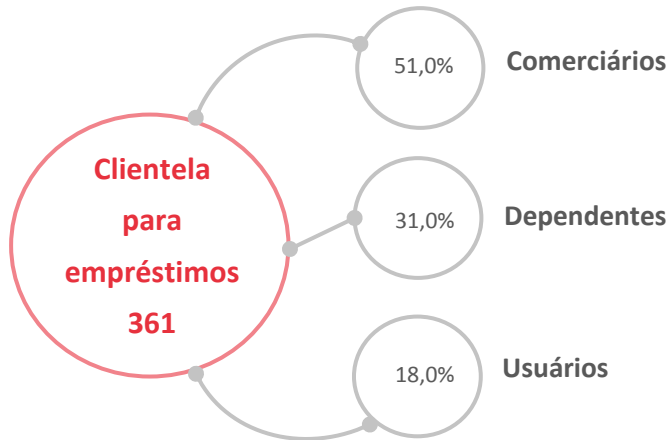 Clientela
para
empréstimos
361
51,0%
Comerciários
31,0%
Dependentes
18,0%
Usuários